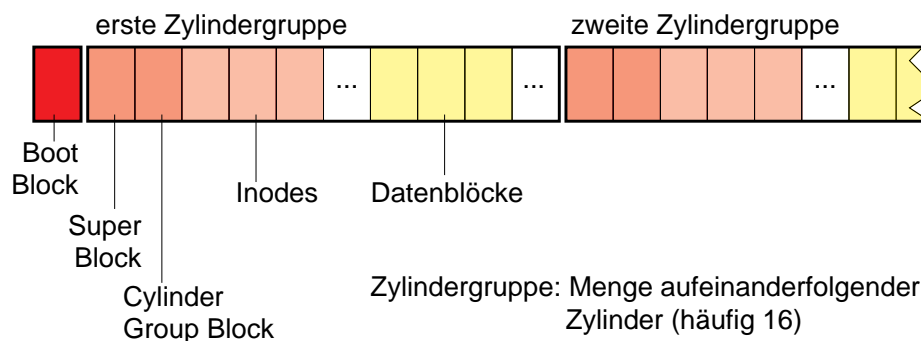 erste Zylindergruppe
zweite Zylindergruppe
...
...
...
Boot
Block
Inodes
Datenblöcke
Super
Block
Cylinder
Group Block
Zylindergruppe: Menge aufeinanderfolgender
Zylinder (häufig 16)